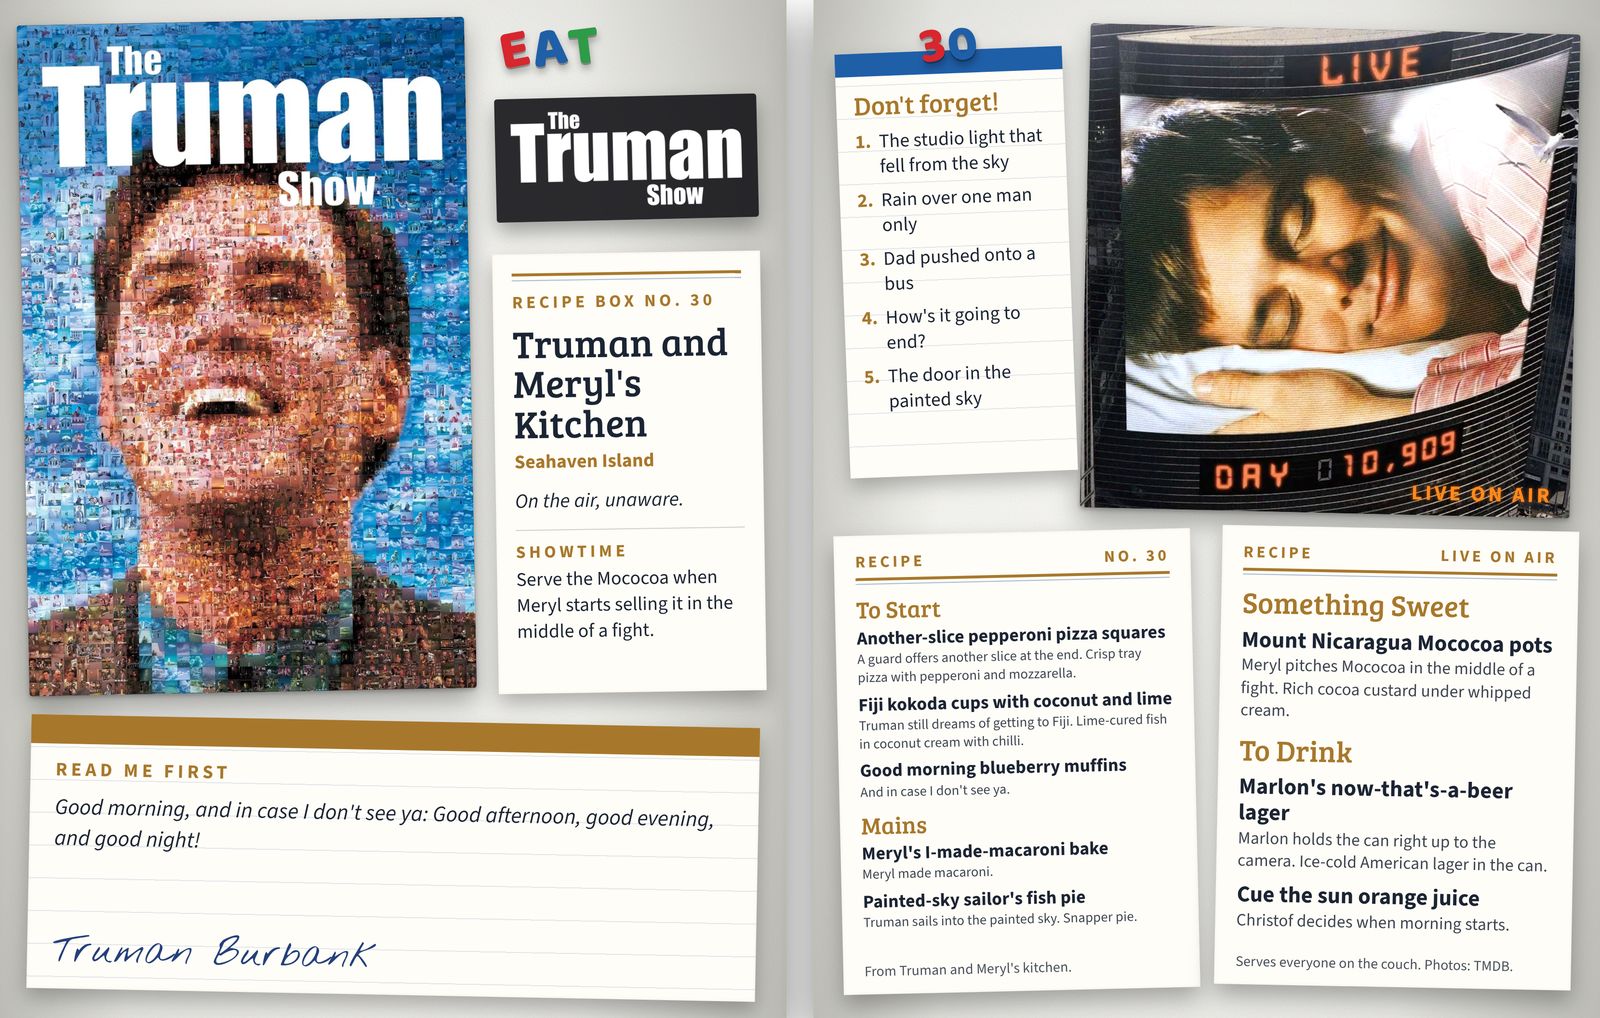 The
Truman
Show
EAT
The
Truman
Show
RECIPE BOX NO. 30
Truman and
Meryl's
Kitchen
Seahaven Island
On the air, unaware.
SHOWTIME
Serve the Mococoa when
Meryl starts selling it in the
middle of a fight.
READ ME FIRST
Good morning, and in case I don't see ya: Good afternoon, good evening,
and good night!
Truman Burbank
30
Don't forget!
1. The studio light that
fell from the sky
2. Rain over one man
only
3. Dad pushed onto a
bus
4. How's it going to
end?
5. The door in the
painted sky
LIVE
DAY 10,909
LIVE ON AIR
RECIPE NO. 30
To Start
Another-slice pepperoni pizza squares
A guard offers another slice at the end. Crisp tray
pizza with pepperoni and mozzarella.
Fiji kokoda cups with coconut and lime
Truman still dreams of getting to Fiji. Lime-cured fish
in coconut cream with chilli.
Good morning blueberry muffins
And in case I don't see ya.
Mains
Meryl's I-made-macaroni bake
Meryl made macaroni.
Painted-sky sailor's fish pie
Truman sails into the painted sky. Snapper pie.
From Truman and Meryl's kitchen.
RECIPE LIVE ON AIR
Something Sweet
Mount Nicaragua Mococoa pots
Meryl pitches Mococoa in the middle of a
fight. Rich cocoa custard under whipped
cream.
To Drink
Marlon's now-that's-a-beer
lager
Marlon holds the can right up to the
camera. Ice-cold American lager in the can.
Cue the sun orange juice
Christof decides when morning starts.
Serves everyone on the couch. Photos: TMDB.